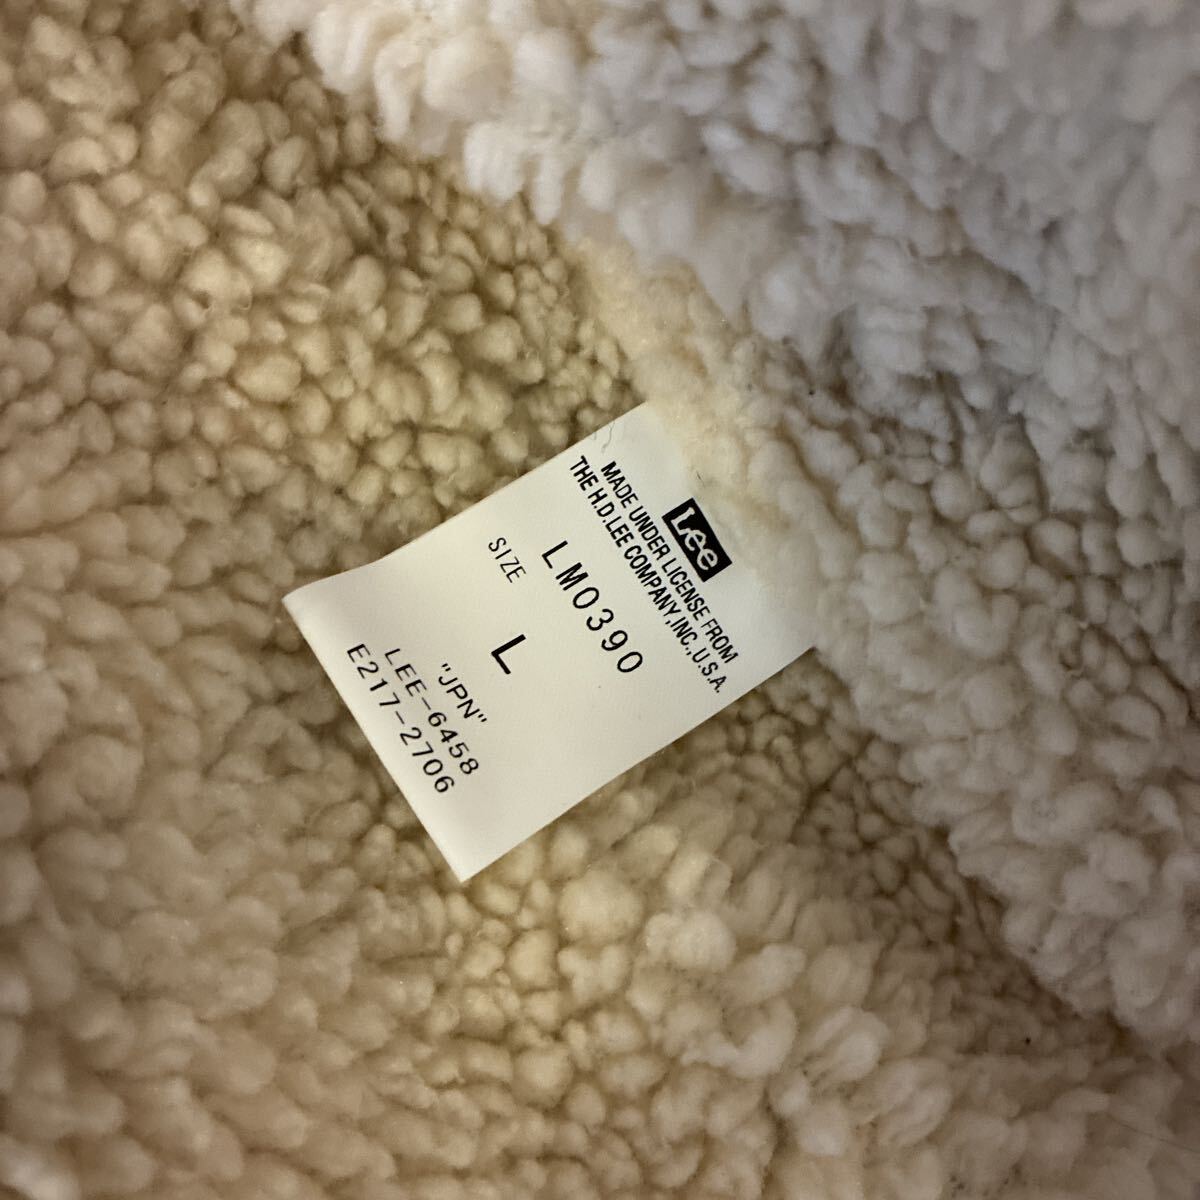 Lee
MADE UNDER LICENSE FROM
THE H.D.LEE COMPANY,INC.,U.S.A.
LM0390
SIZE
L
"JPN"
LEE-6458
E217-2706